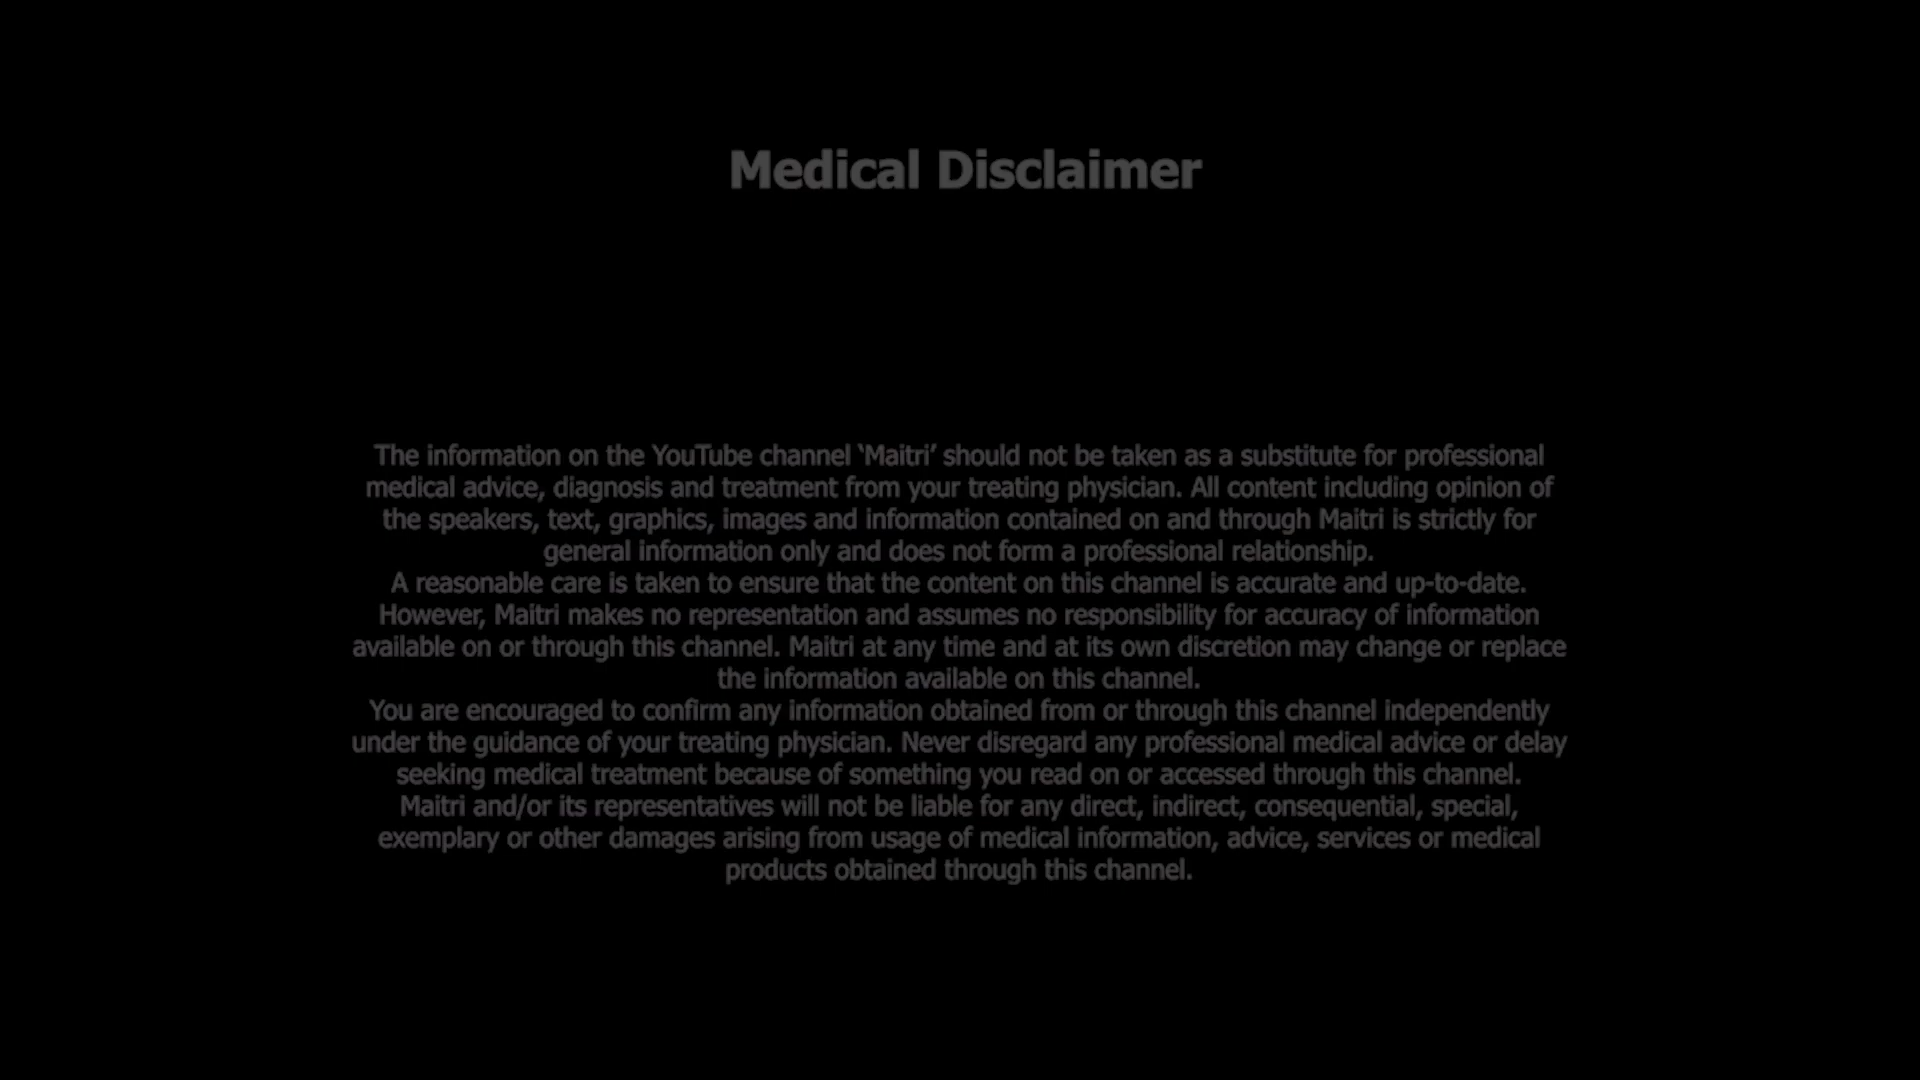 Medical Disclaimer
The information on the YouTube channel ‘Maitri’ should not be taken as a substitute for professional
medical advice, diagnosis and treatment from your treating physician. All content including opinion of
the speakers, text, graphics, images and information contained on and through Maitri is strictly for
general information only and does not form a professional relationship.
A reasonable care is taken to ensure that the content on this channel is accurate and up-to-date.
However, Maitri makes no representation and assumes no responsibility for accuracy of information
available on or through this channel. Maitri at any time and at its own discretion may change or replace
the information available on this channel.
You are encouraged to confirm any information obtained from or through this channel independently
under the guidance of your treating physician. Never disregard any professional medical advice or delay
seeking medical treatment because of something you read on or accessed through this channel.
Maitri and/or its representatives will not be liable for any direct, indirect, consequential, special,
exemplary or other damages arising from usage of medical information, advice, services or medical
products obtained through this channel.